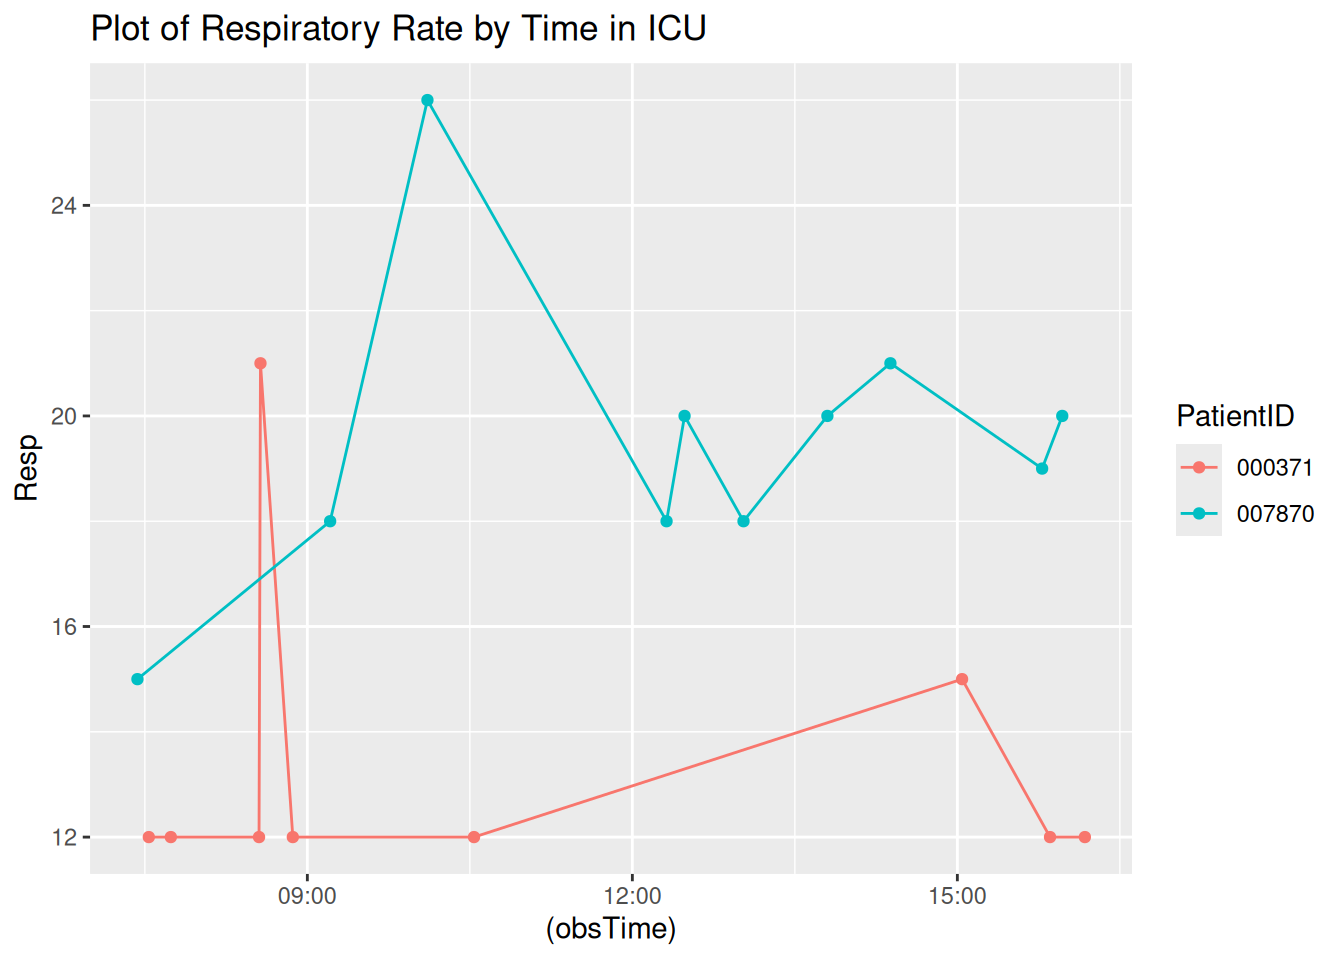 Plot of Respiratory Rate by Time in ICU
24
20
16
12
Resp
09:00
12:00
15:00
(obsTime)
PatientID
000371
007870